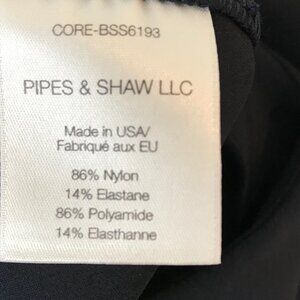 CORE-BSS6193
PIPES & SHAW LLC
Made in USA/
Fabriqué aux EU
86% Nylon
14% Elastane
86% Polyamide
14% Elasthanne